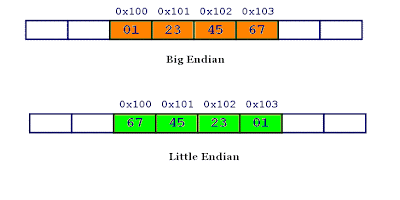 0x100 0x101 0x102 0x103
01 23 45 67
Big Endian
0x100 0x101 0x102 0x103
67 45 23 01
Little Endian